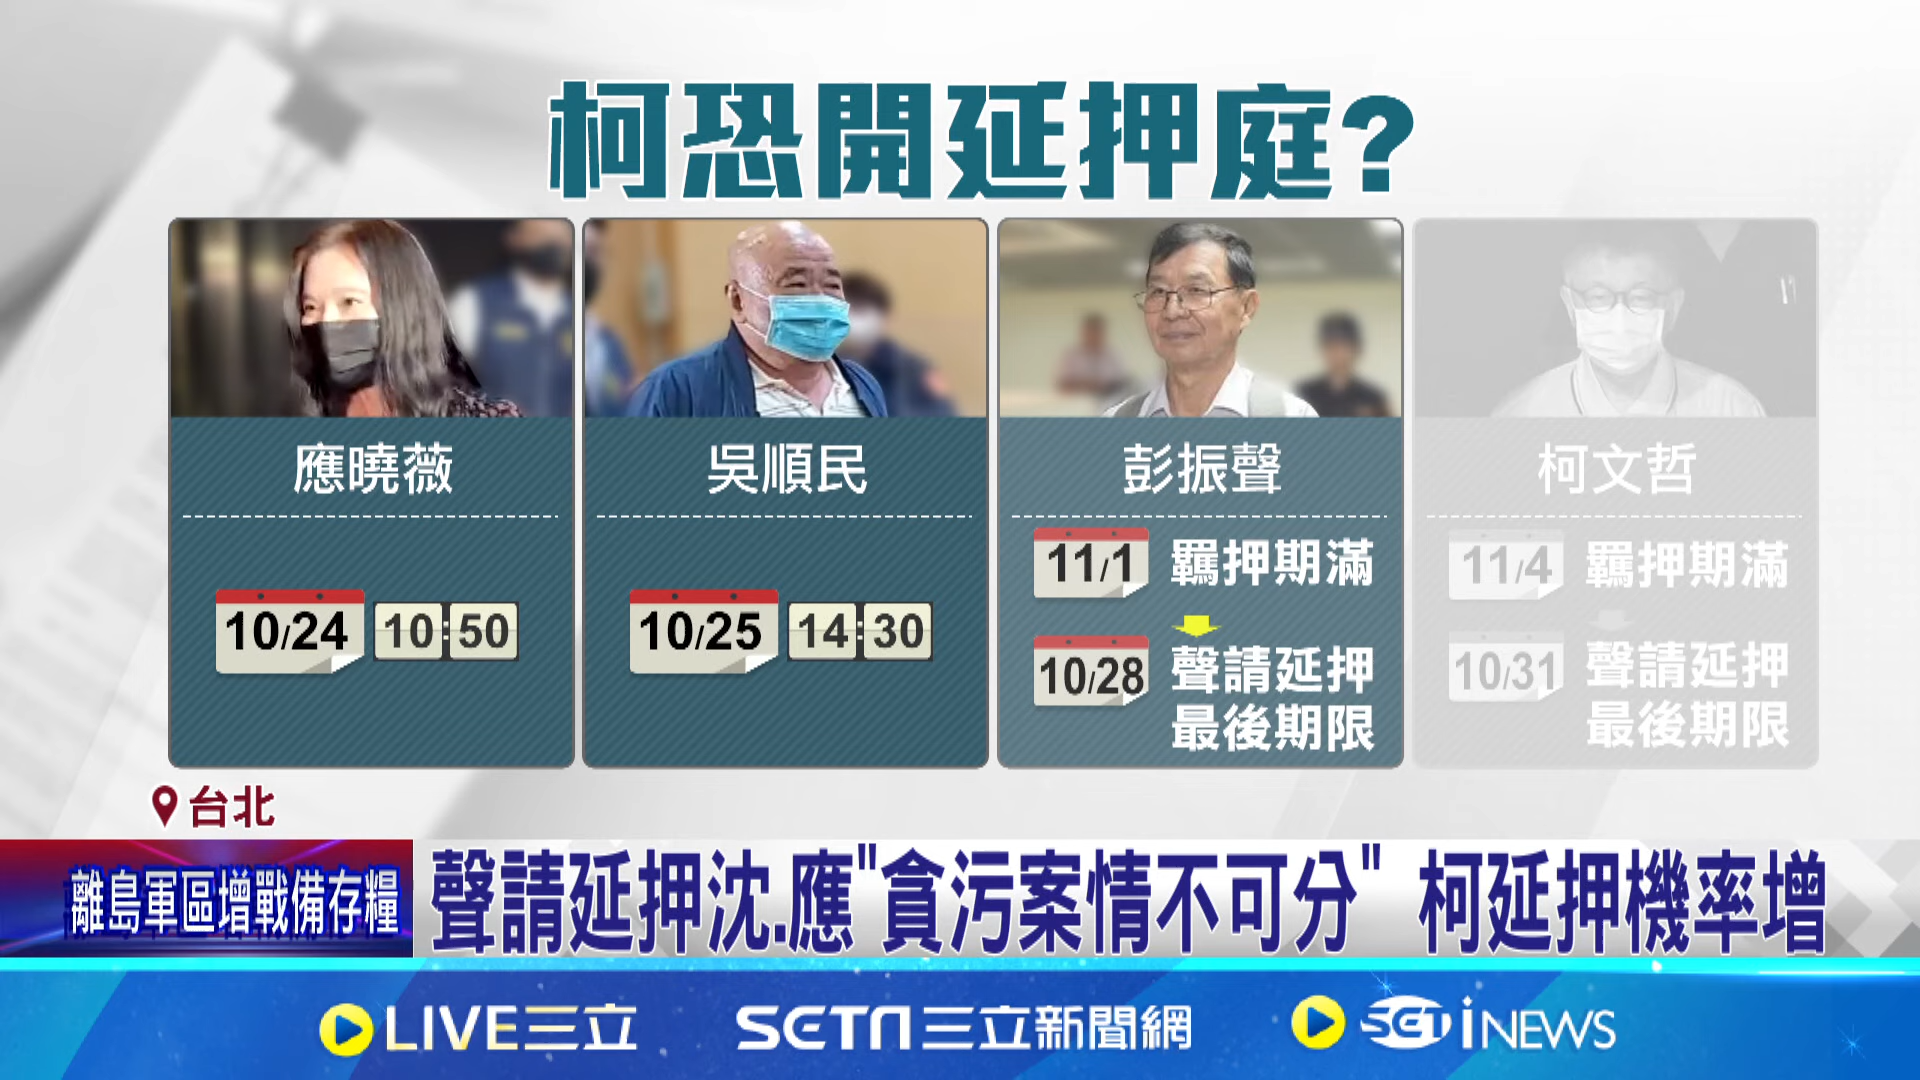 柯恐開延押庭?
應曉薇
10/24 10:50
吳順民
10/25 14:30
彭振聲
11/1 羈押期滿
10/28 聲請延押
最後期限
柯文哲
11/4 羈押期滿
10/31 聲請延押
最後期限
台北
離島軍區增戰備存糧
聲請延押沈.應"貪污案情不可分" 柯延押機率增
LIVE三立
SETN三立新聞網
SETiNEWS